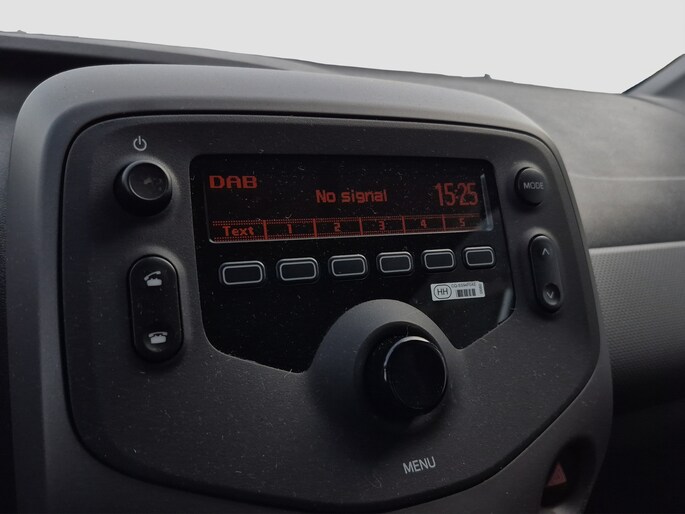 DAB
No signal
15:25
Text 1 2 3 4 5
MODE
HH
MENU